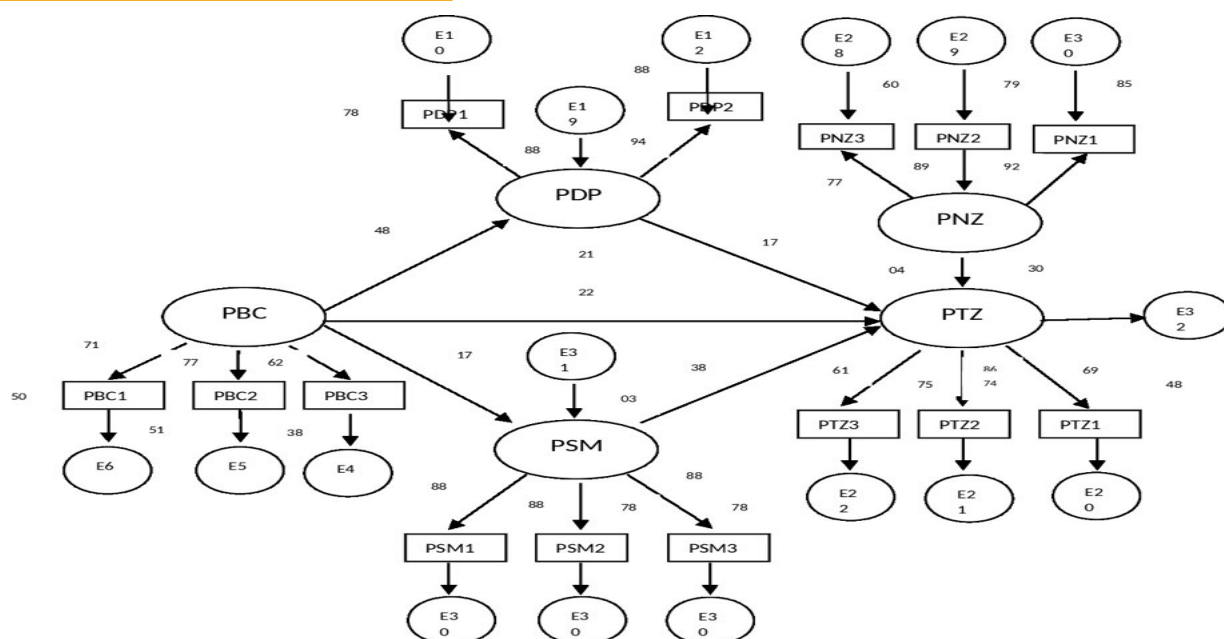 E1
0
E1
2
E2
8
E2
9
E3
0
88
60
79
85
E1
9
78
PDP1
PDP2
PNZ3
PNZ2
PNZ1
88
94
89
92
77
PDP
PNZ
48
17
21
04
30
22
PBC
PTZ
E3
2
71
77
62
17
E3
1
38
61
75
86
74
69
48
50
PBC1
PBC2
PBC3
03
51
38
PTZ3
PTZ2
PTZ1
PSM
E6
E5
E4
88
88
88
78
78
E2
2
E2
1
E2
0
PSM1
PSM2
PSM3
E3
0
E3
0
E3
0